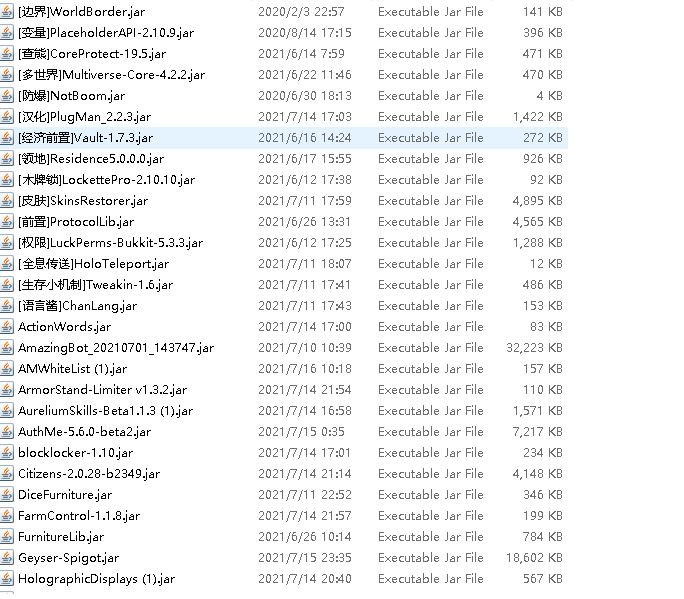 [边界]WorldBorder.jar 2020/2/3 22:57 Executable Jar File 141 KB
[变量]PlaceholderAPI-2.10.9.jar 2020/8/14 17:15 Executable Jar File 396 KB
[查熊]CoreProtect-19.5.jar 2021/6/14 7:59 Executable Jar File 471 KB
[多世界]Multiverse-Core-4.2.2.jar 2021/6/22 11:46 Executable Jar File 470 KB
[防爆]NotBoom.jar 2020/6/30 18:13 Executable Jar File 4 KB
[汉化]PlugMan_2.2.3.jar 2021/7/14 17:03 Executable Jar File 1,422 KB
[经济前置]Vault-1.7.3.jar 2021/6/16 14:24 Executable Jar File 272 KB
[领地]Residence5.0.0.0.jar 2021/6/17 15:55 Executable Jar File 926 KB
[木牌锁]LockettePro-2.10.10.jar 2021/6/12 17:38 Executable Jar File 92 KB
[皮肤]SkinsRestorer.jar 2021/7/11 17:59 Executable Jar File 4,895 KB
[前置]ProtocolLib.jar 2021/6/26 13:31 Executable Jar File 4,565 KB
[权限]LuckPerms-Bukkit-5.3.3.jar 2021/6/12 17:25 Executable Jar File 1,288 KB
[全息传送]HoloTeleport.jar 2021/7/11 18:07 Executable Jar File 12 KB
[生存小机制]Tweakin-1.6.jar 2021/7/11 17:41 Executable Jar File 486 KB
[语言酱]ChanLang.jar 2021/7/11 17:43 Executable Jar File 153 KB
ActionWords.jar 2021/7/14 17:00 Executable Jar File 83 KB
AmazingBot_20210701_143747.jar 2021/7/10 10:39 Executable Jar File 32,223 KB
AMWhiteList (1).jar 2021/7/16 10:18 Executable Jar File 157 KB
ArmorStand-Limiter v1.3.2.jar 2021/7/14 21:54 Executable Jar File 110 KB
AureliumSkills-Beta1.1.3 (1).jar 2021/7/14 16:58 Executable Jar File 1,571 KB
AuthMe-5.6.0-beta2.jar 2021/7/15 0:35 Executable Jar File 7,217 KB
blocklocker-1.10.jar 2021/7/14 17:01 Executable Jar File 234 KB
Citizens-2.0.28-b2349.jar 2021/7/14 21:14 Executable Jar File 4,148 KB
DiceFurniture.jar 2021/7/11 22:52 Executable Jar File 346 KB
FarmControl-1.1.8.jar 2021/7/14 21:57 Executable Jar File 199 KB
FurnitureLib.jar 2021/6/26 10:14 Executable Jar File 784 KB
Geyser-Spigot.jar 2021/7/15 23:35 Executable Jar File 18,602 KB
HolographicDisplays (1).jar 2021/7/14 20:40 Executable Jar File 567 KB